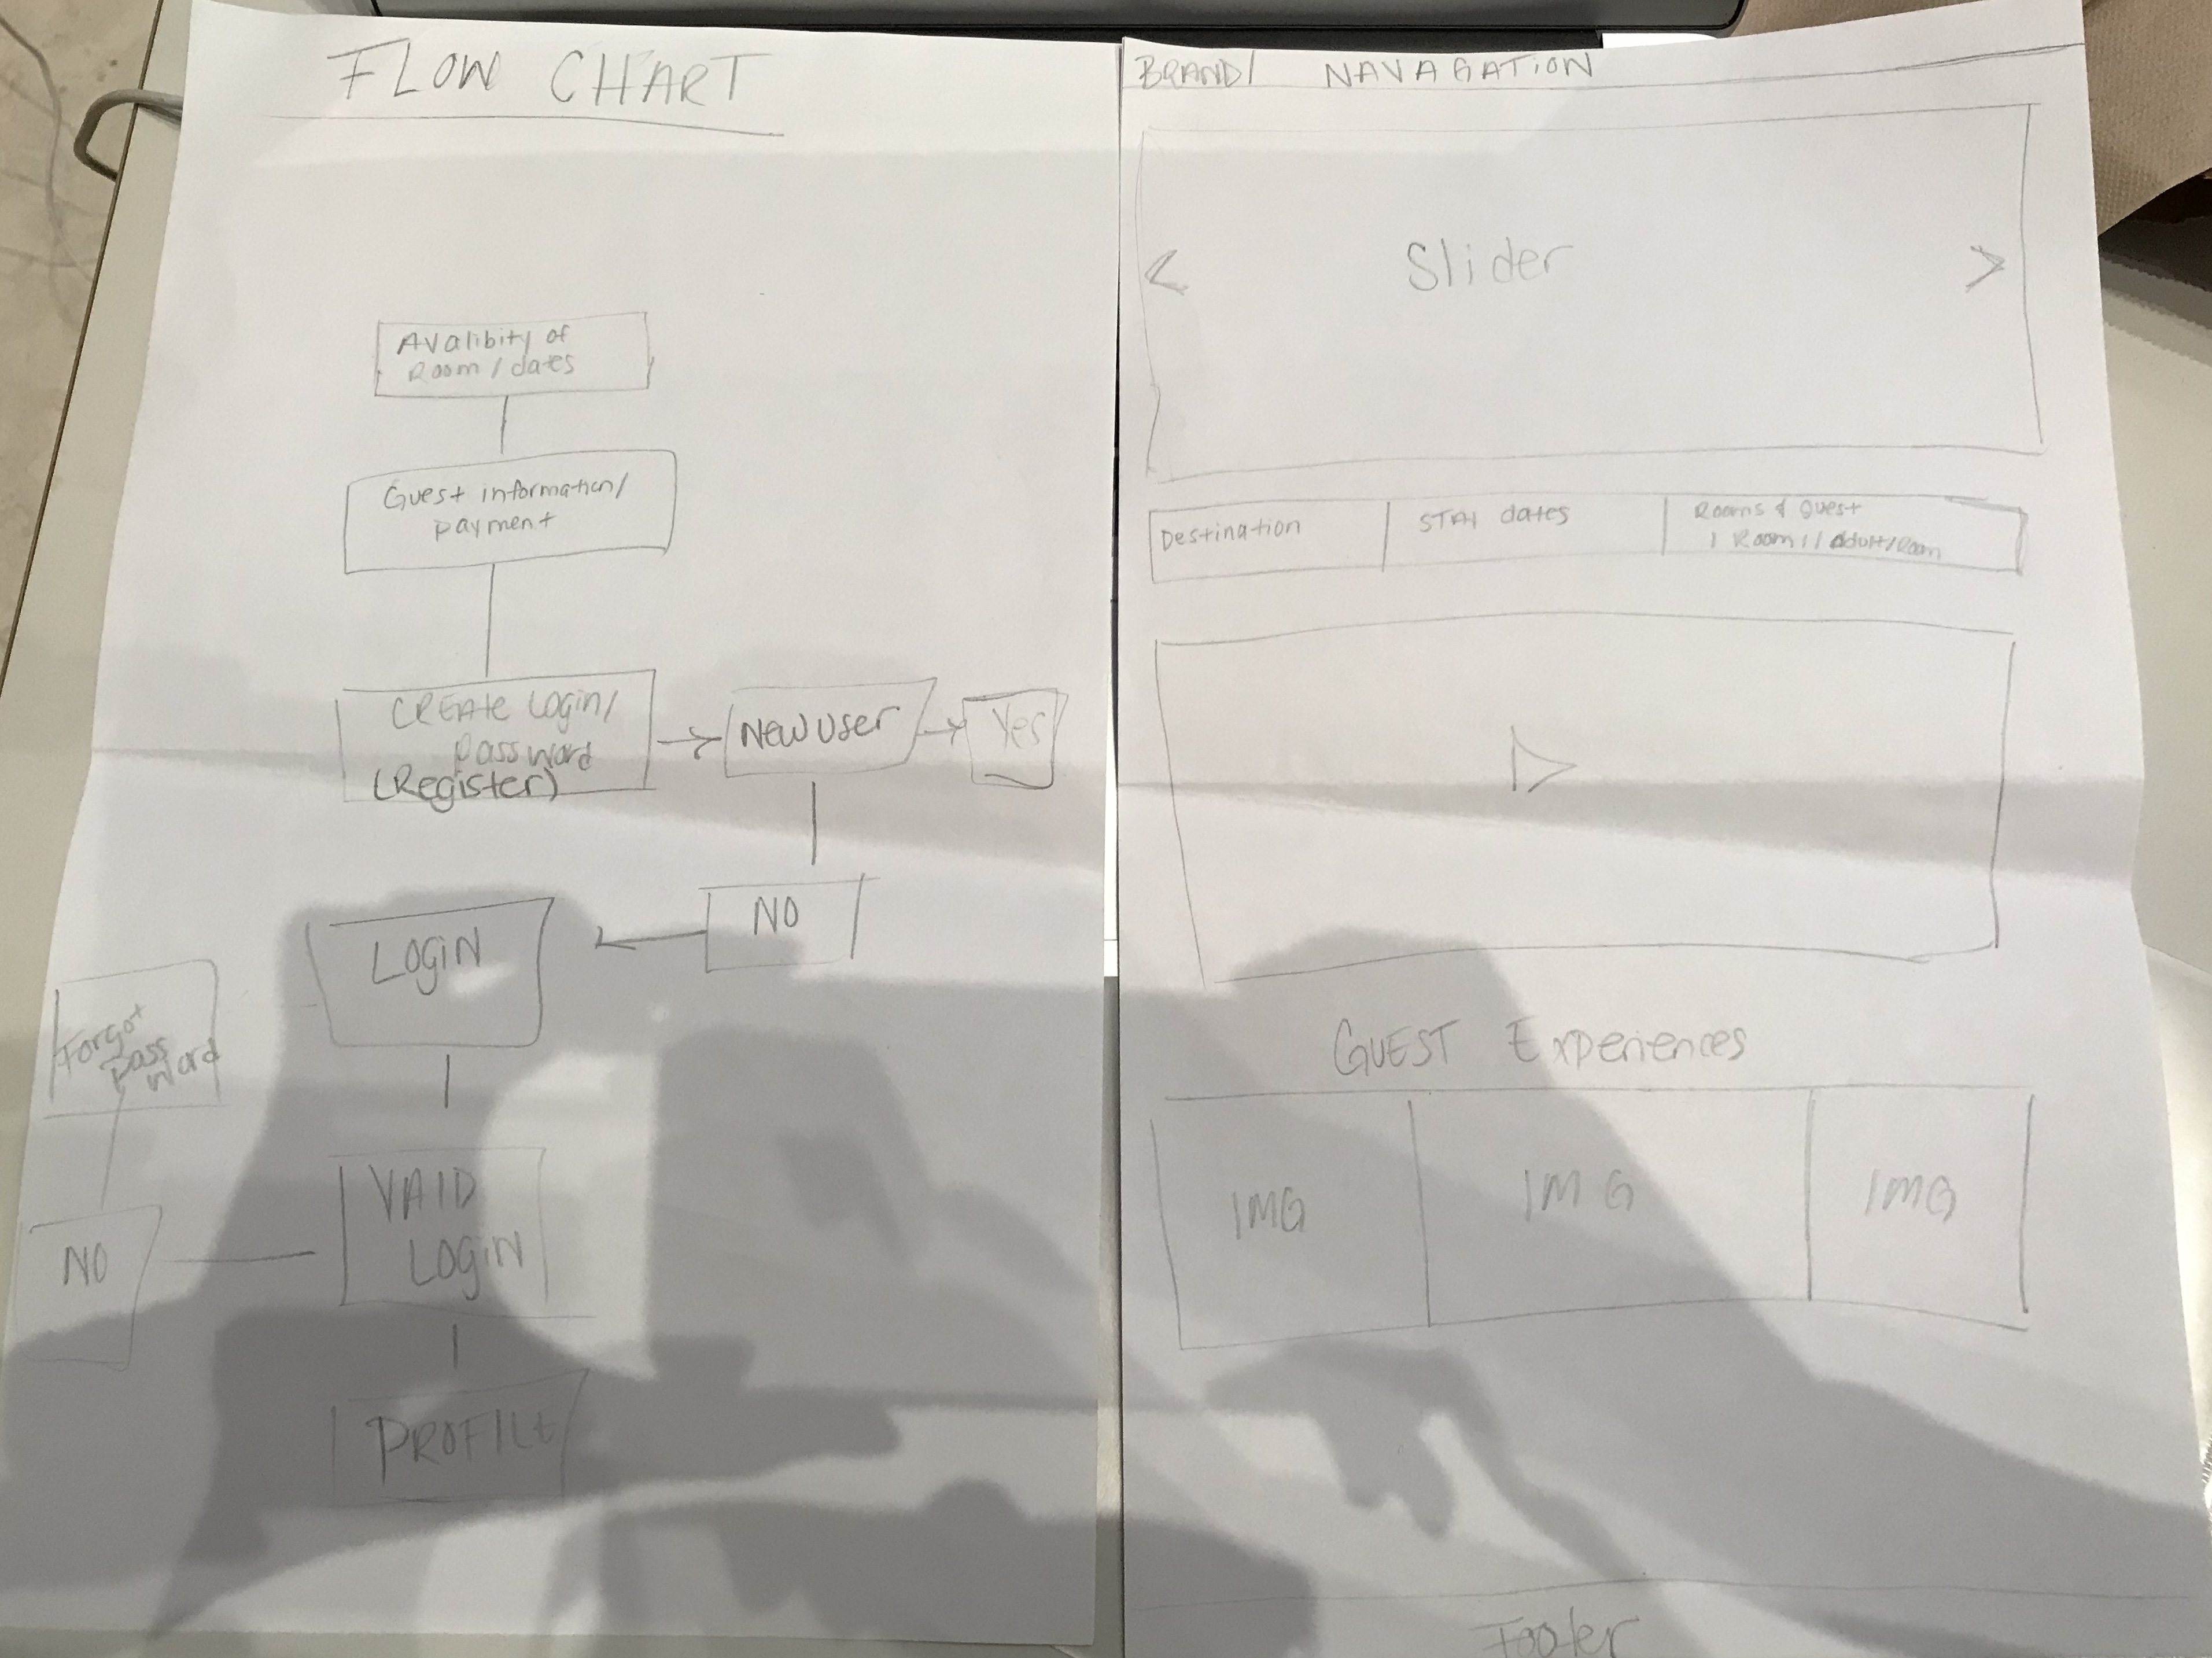 FLOW CHART
Avalibity of
Room / dates
Guest information/
payment
CREAte Login/
passWord
(Register)
NEW USER
Yes
NO
LOGIN
Forgot
pass
Word
VAID
LOGIN
NO
PROFILE
BRAND/ NAVAGATION
< Slider >
Destination
STAY dates
Rooms & Guest
1 Room / 1 Adult/Room
GUEST Experiences
IMG
IMG
IMG
Footer